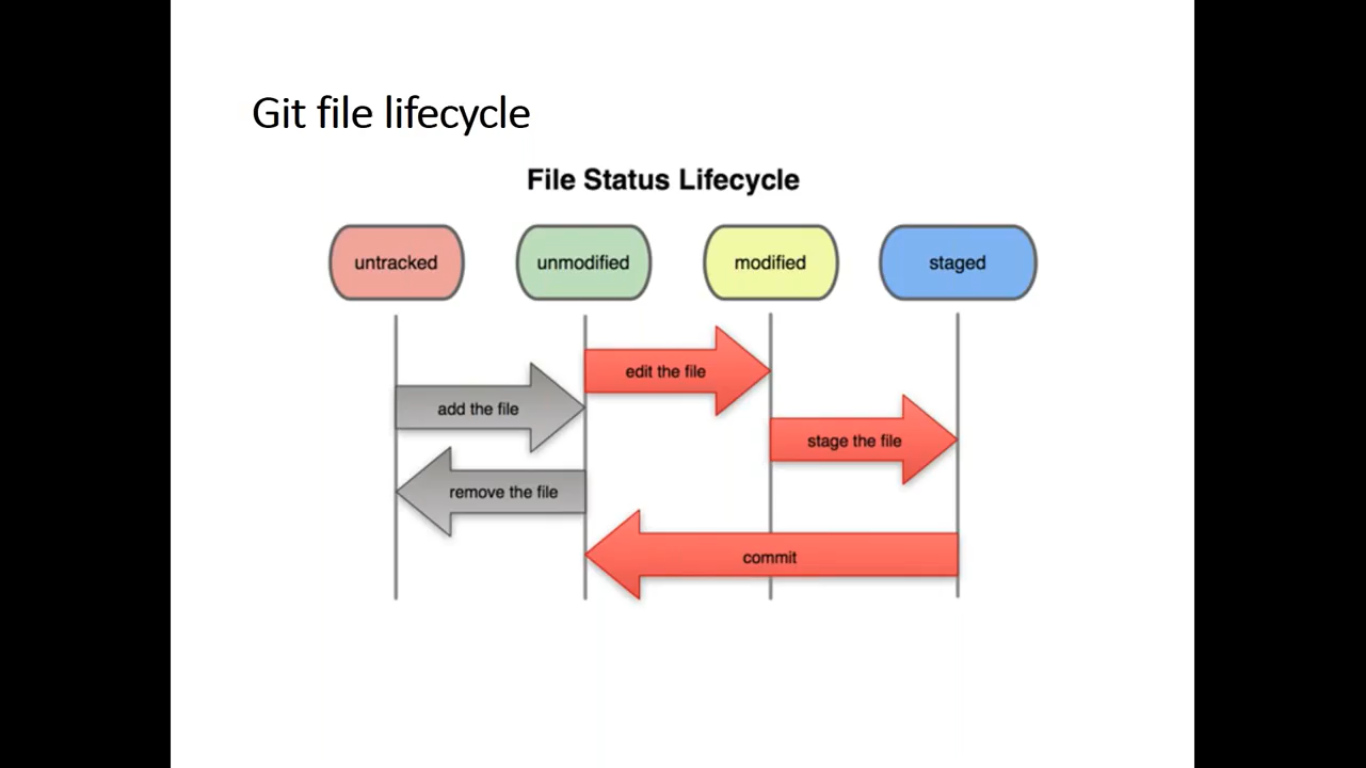 Git file lifecycle
File Status Lifecycle
untracked
unmodified
modified
staged
edit the file
add the file
stage the file
remove the file
commit